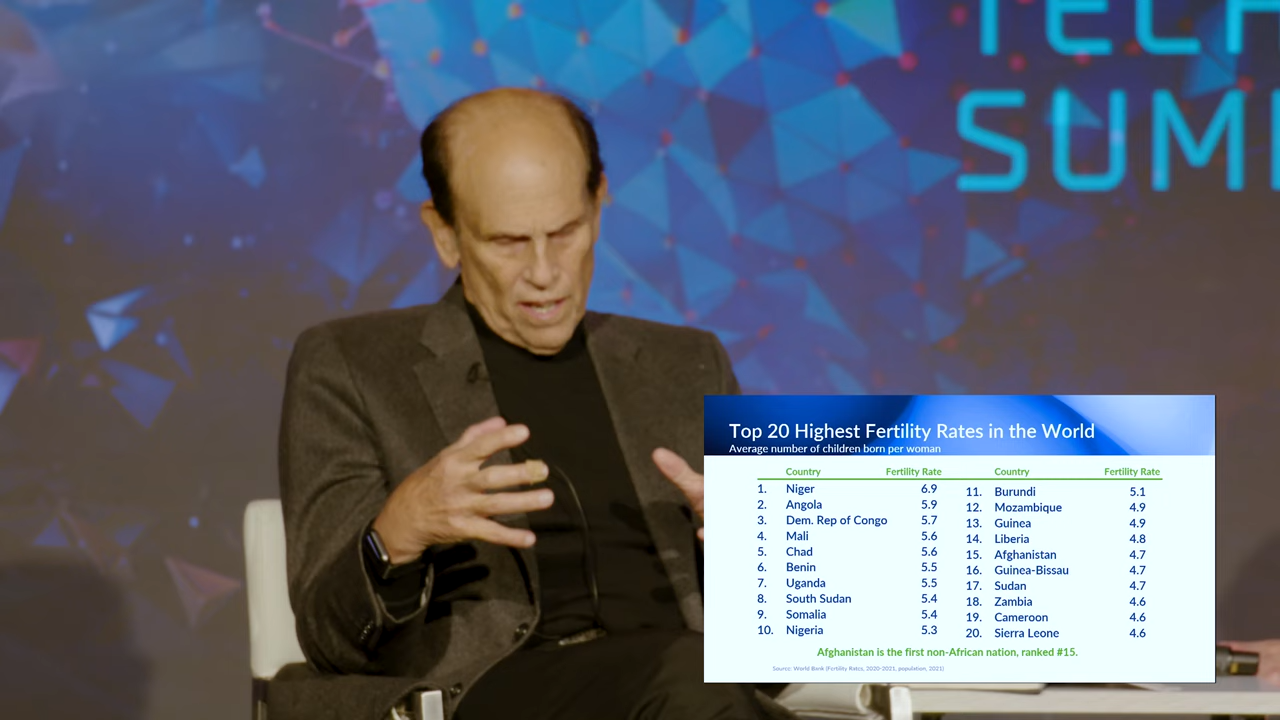 TECH
SUMM
Top 20 Highest Fertility Rates in the World
Average number of children born per woman
Country Fertility Rate Country Fertility Rate
1. Niger 6.9 11. Burundi 5.1
2. Angola 5.9 12. Mozambique 4.9
3. Dem. Rep of Congo 5.7 13. Guinea 4.9
4. Mali 5.6 14. Liberia 4.8
5. Chad 5.6 15. Afghanistan 4.7
6. Benin 5.5 16. Guinea-Bissau 4.7
7. Uganda 5.5 17. Sudan 4.7
8. South Sudan 5.4 18. Zambia 4.6
9. Somalia 5.4 19. Cameroon 4.6
10. Nigeria 5.3 20. Sierra Leone 4.6
Afghanistan is the first non-African nation, ranked #15.
Source: World Bank (Fertility Rates, 2020-2021, population, 2021)